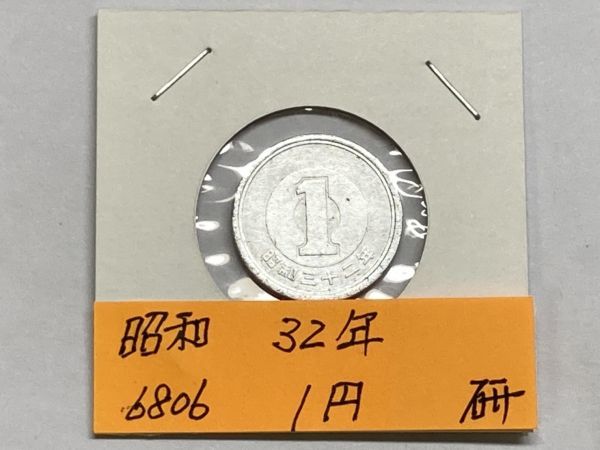 1
昭和三十二年
昭和 32年
6806 1円 研